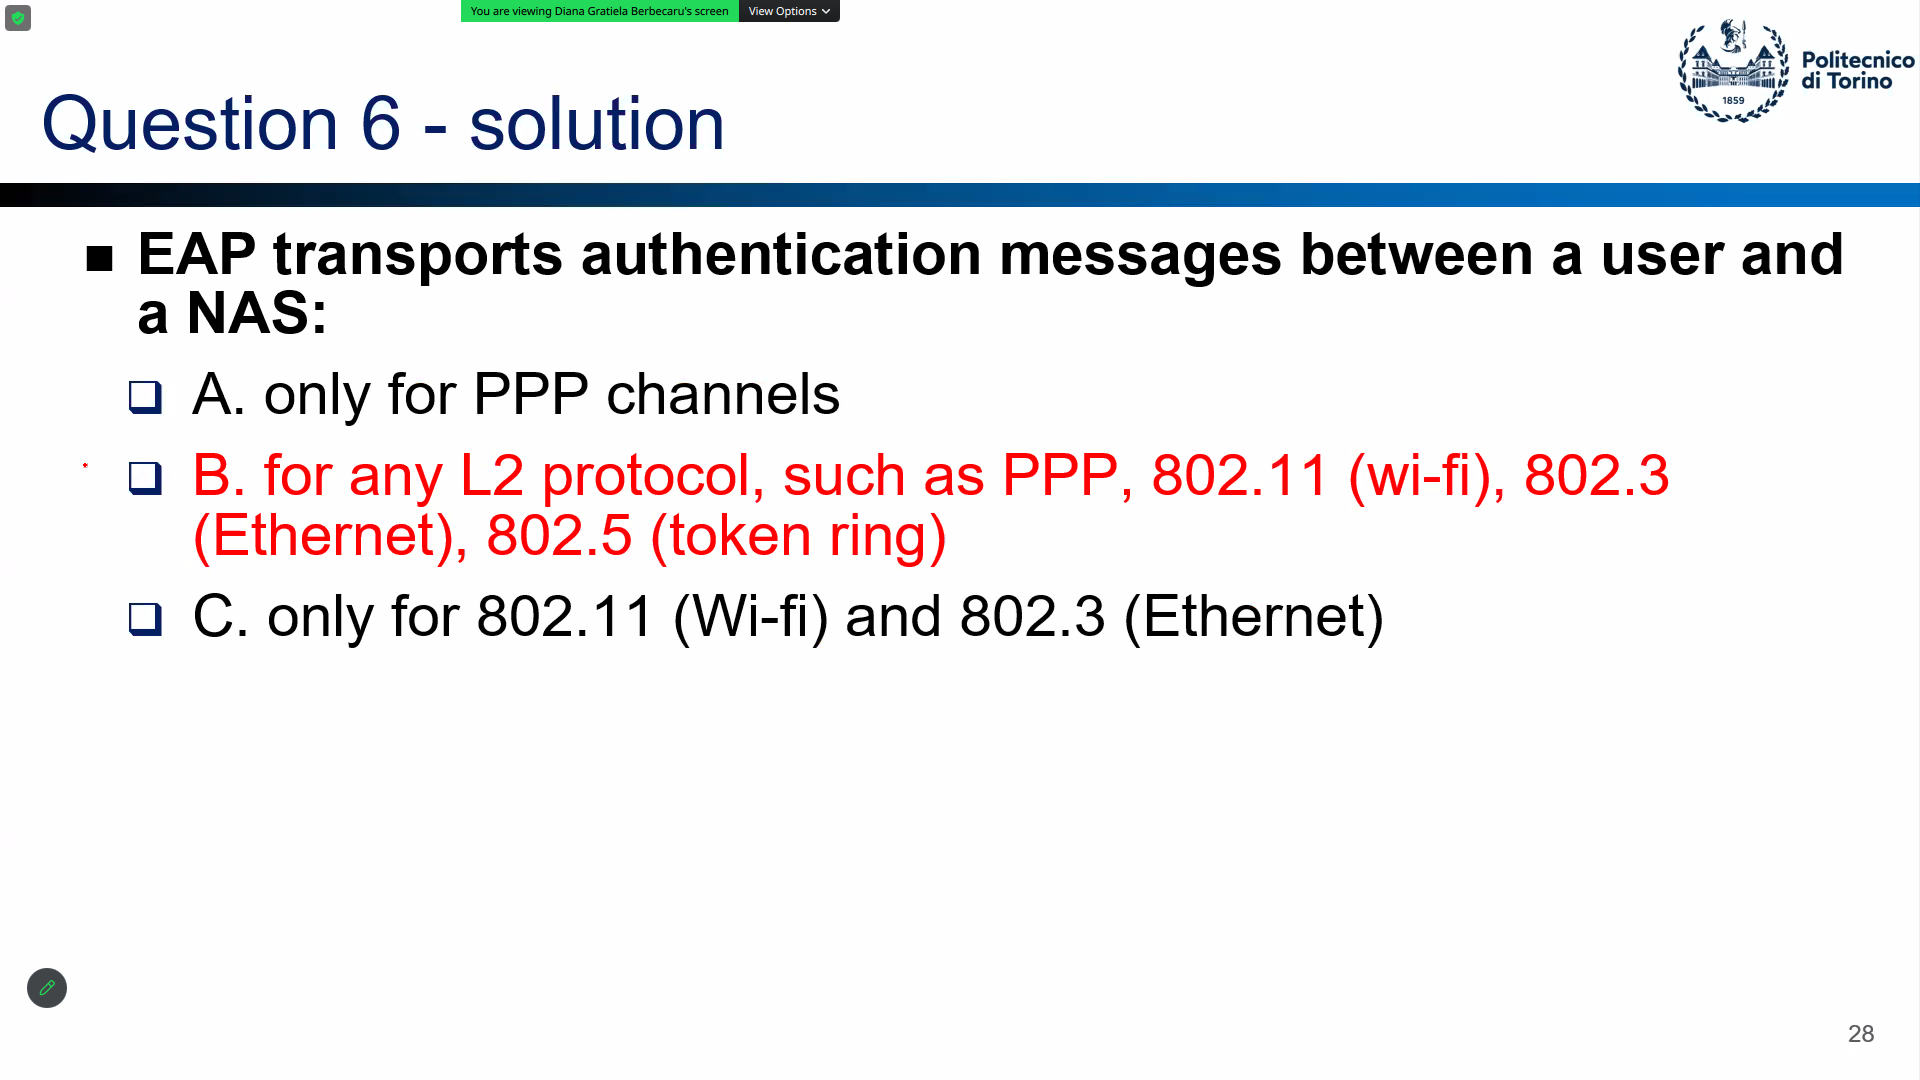 You are viewing Diana Gratiela Berbecaru's screen View Options
Politecnico
di Torino
1859
Question 6 - solution
EAP transports authentication messages between a user and
a NAS:
A. only for PPP channels
B. for any L2 protocol, such as PPP, 802.11 (wi-fi), 802.3
(Ethernet), 802.5 (token ring)
C. only for 802.11 (Wi-fi) and 802.3 (Ethernet)
28